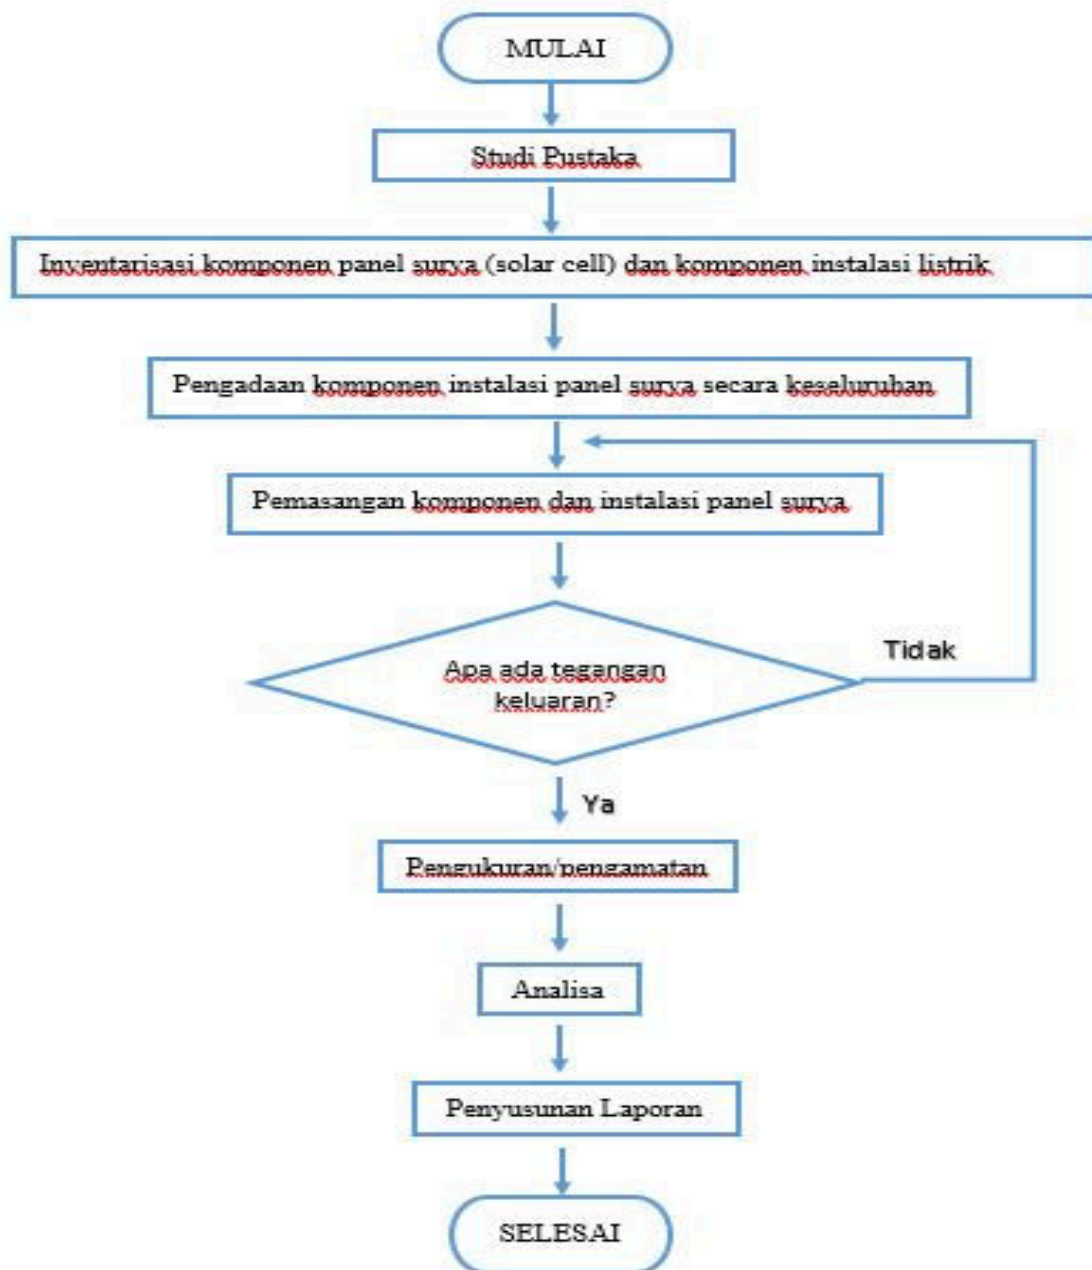 MULAI
Studi Pustaka
Inventarisasi komponen panel surya (solar cell) dan komponen instalasi listrik
Pengadaan komponen instalasi panel surya secara keseluruhan
Pemasangan komponen dan instalasi panel surya
Apa ada tegangan
keluaran?
Tidak
Ya
Pengukuran/pengamatan
Analisa
Penyusunan Laporan
SELESAI